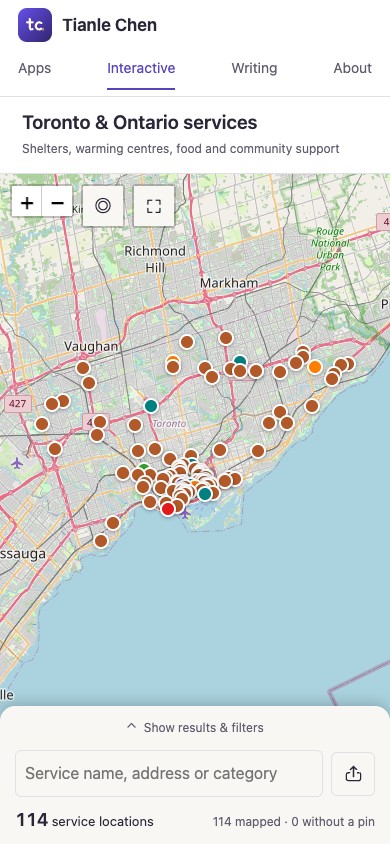 tc
Tianle Chen
Apps Interactive Writing About
Toronto & Ontario services
Shelters, warming centres, food and community support
+ −
Kin
4
Rouge
National
Urban
Park
Richmond
Hill
Markham
Vaughan
427
Toronto
ssauga
lle
Show results & filters
Service name, address or category
114 service locations
114 mapped · 0 without a pin